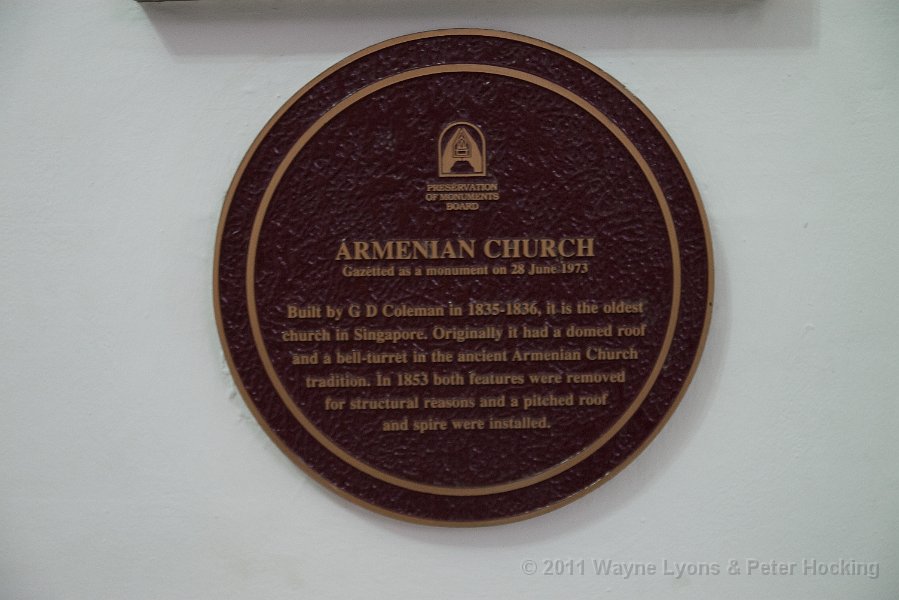 PRESERVATION
OF MONUMENTS
BOARD
ARMENIAN CHURCH
Gazetted as a monument on 28 June 1973
Built by G D Coleman in 1835-1836, it is the oldest
church in Singapore. Originally it had a domed roof
and a bell-turret in the ancient Armenian Church
tradition. In 1853 both features were removed
for structural reasons and a pitched roof
and spire were installed.
© 2011 Wayne Lyons & Peter Hocking